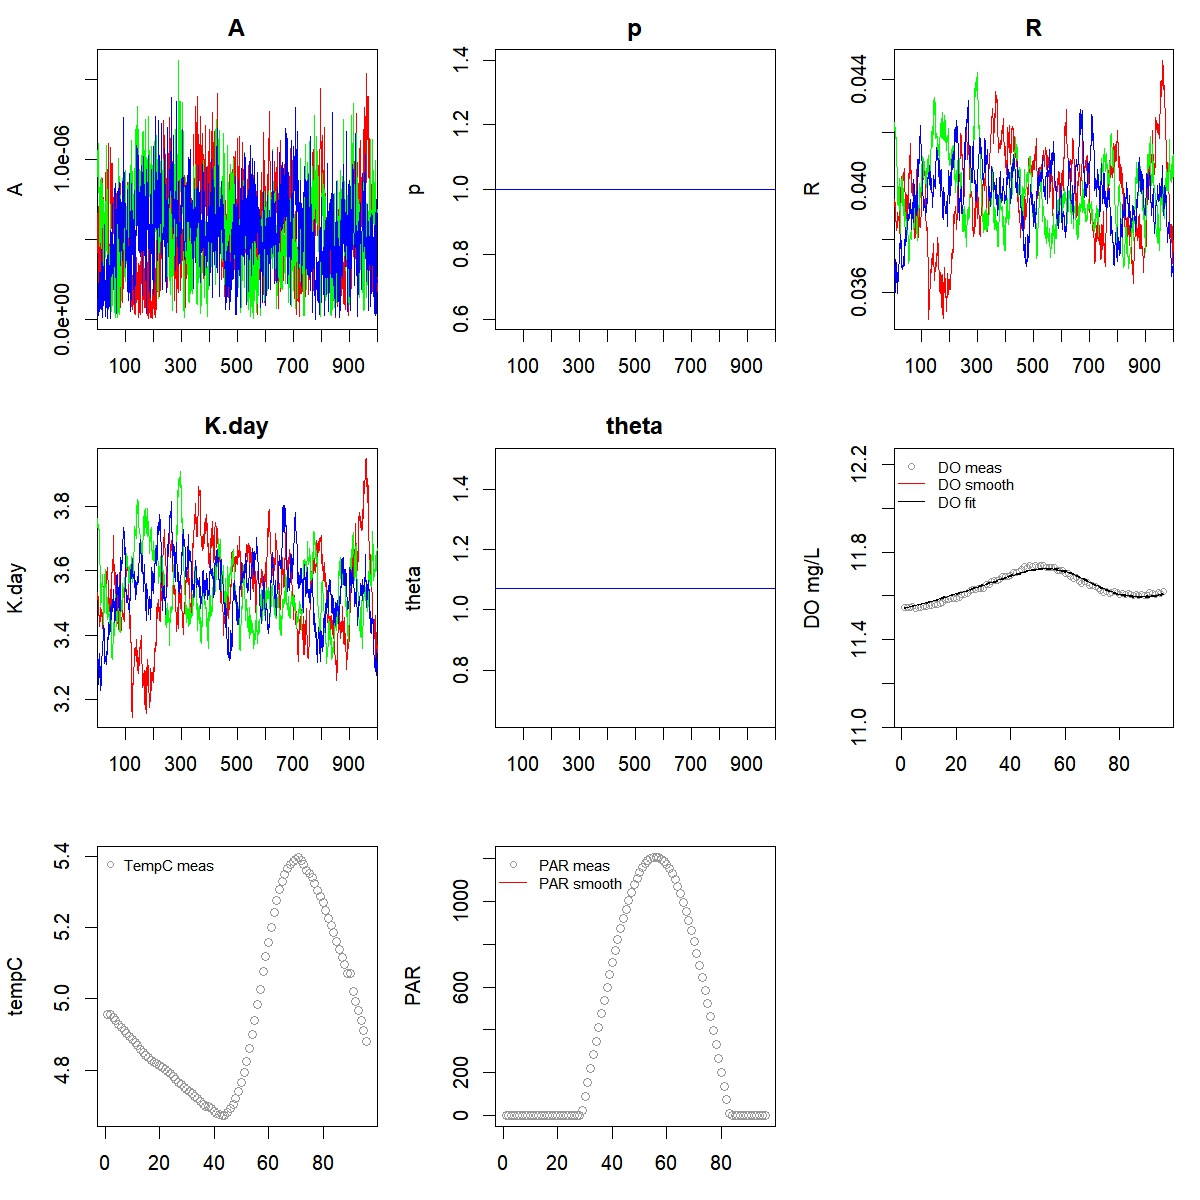 A
A
0.0e+00 1.0e-06
100 300 500 700 900
p
p
0.6 0.8 1.0 1.2 1.4
100 300 500 700 900
R
R
0.036 0.040 0.044
100 300 500 700 900
K.day
K.day
3.2 3.4 3.6 3.8
100 300 500 700 900
theta
theta
0.8 1.0 1.2 1.4
100 300 500 700 900
DO mg/L
11.0 11.4 11.8 12.2
DO meas
DO smooth
DO fit
0 20 40 60 80
tempC
4.8 5.0 5.2 5.4
TempC meas
0 20 40 60 80
PAR
0 200 600 1000
PAR meas
PAR smooth
0 20 40 60 80